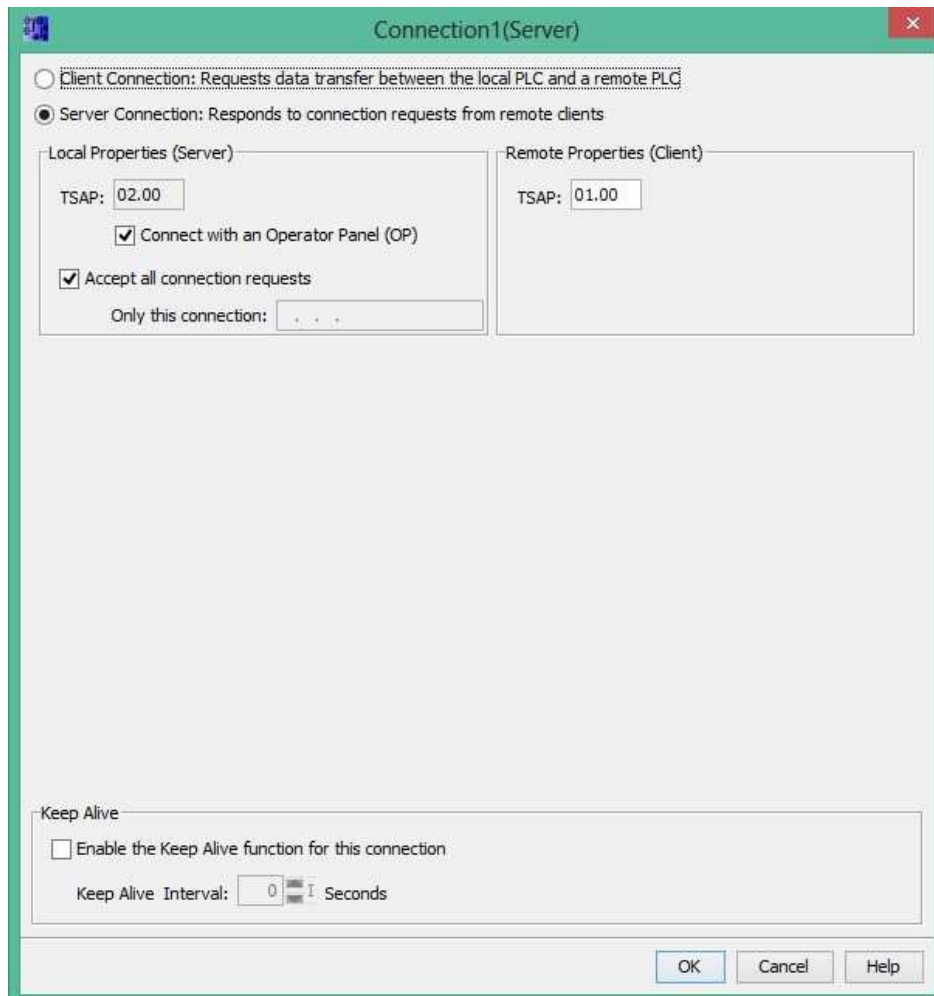 Connection1(Server)
Client Connection: Requests data transfer between the local PLC and a remote PLC
Server Connection: Responds to connection requests from remote clients
Local Properties (Server)
TSAP: 02.00
Connect with an Operator Panel (OP)
Accept all connection requests
Only this connection: . . .
Remote Properties (Client)
TSAP: 01.00
Keep Alive
Enable the Keep Alive function for this connection
Keep Alive Interval: 0 Seconds
OK Cancel Help